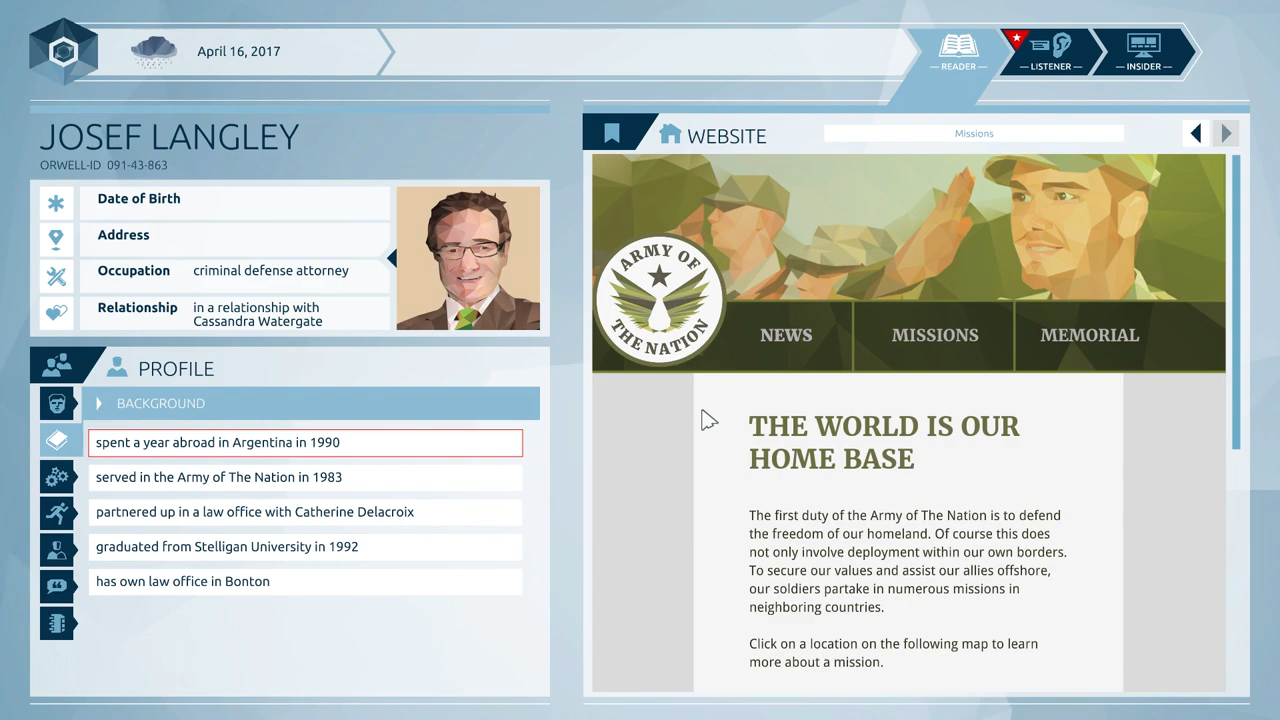 April 16, 2017
— READER —
— LISTENER —
— INSIDER —
JOSEF LANGLEY
ORWELL-ID 091-43-863
Date of Birth
Address
Occupation criminal defense attorney
Relationship in a relationship with
Cassandra Watergate
PROFILE
BACKGROUND
spent a year abroad in Argentina in 1990
served in the Army of The Nation in 1983
partnered up in a law office with Catherine Delacroix
graduated from Stelligan University in 1992
has own law office in Bonton
WEBSITE
Missions
ARMY OF
THE NATION
NEWS
MISSIONS
MEMORIAL
THE WORLD IS OUR
HOME BASE
The first duty of the Army of The Nation is to defend
the freedom of our homeland. Of course this does
not only involve deployment within our own borders.
To secure our values and assist our allies offshore,
our soldiers partake in numerous missions in
neighboring countries.
Click on a location on the following map to learn
more about a mission.